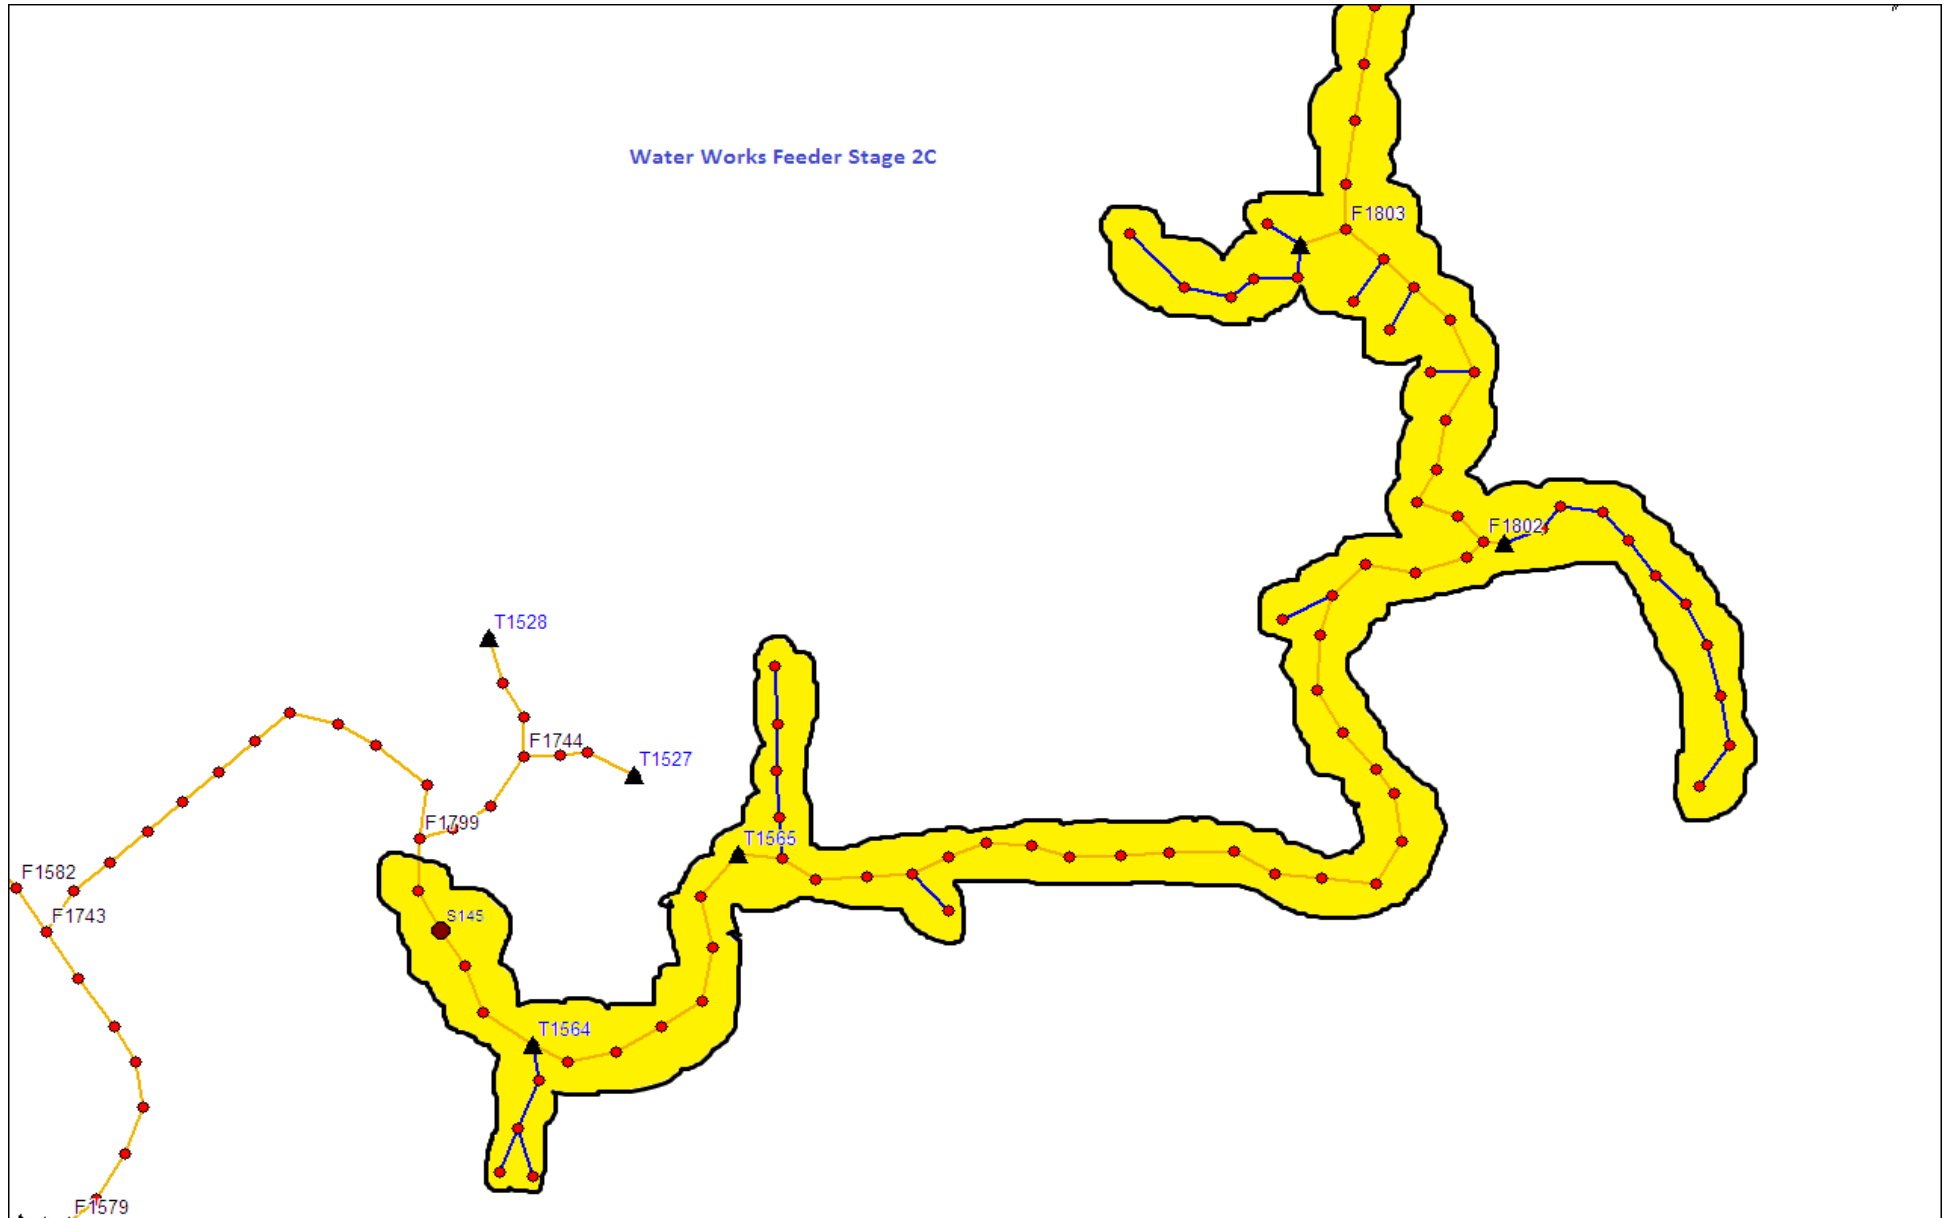 Water Works Feeder Stage 2C
F1803
F1802
T1528
F1744
T1527
F1799
T1565
F1582
F1743
S145
T1564
F1579